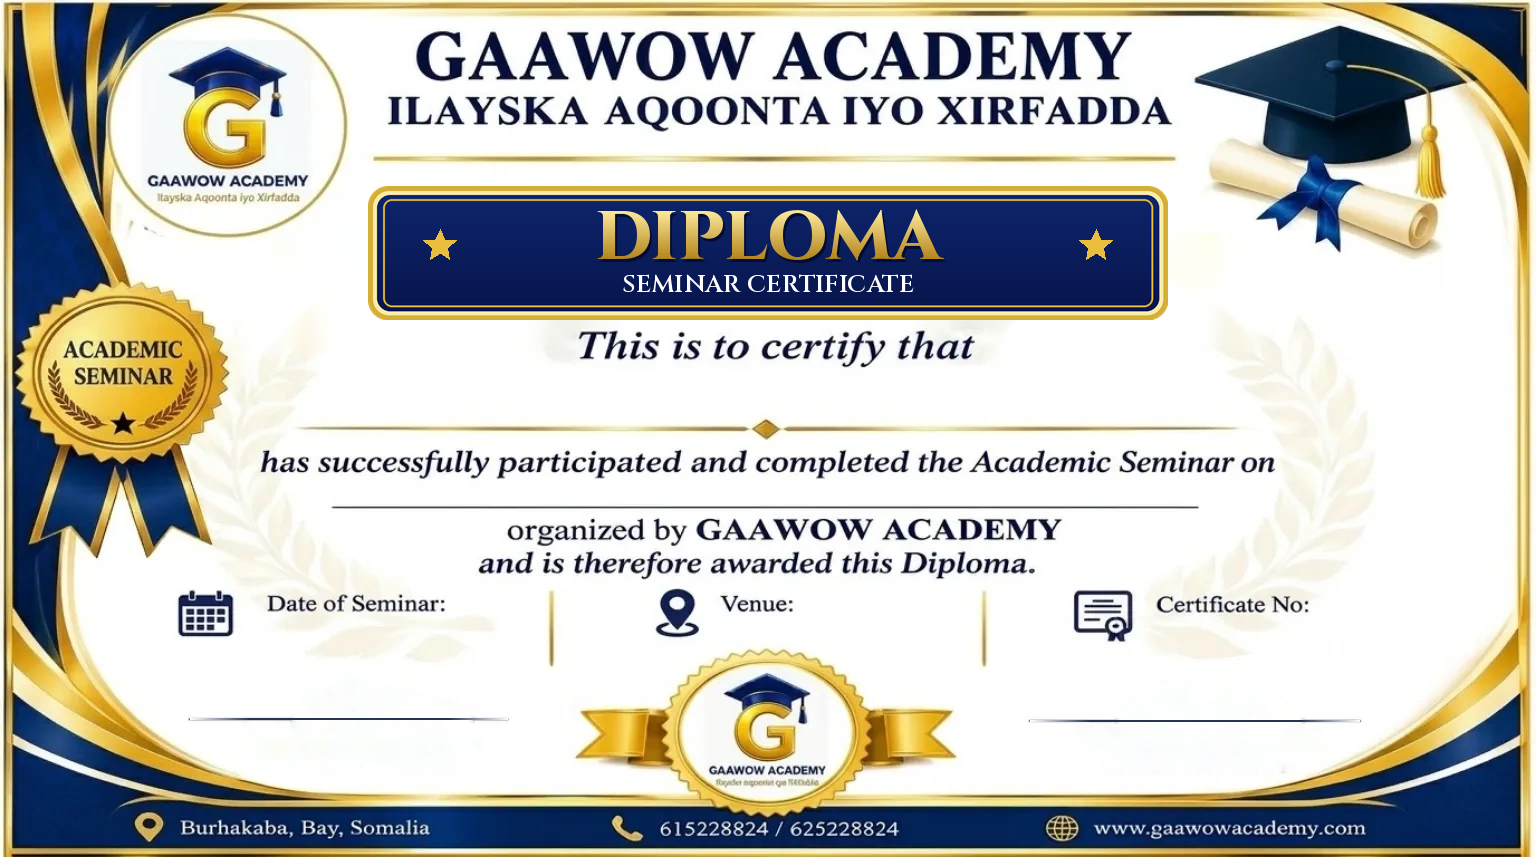 GAAWOW ACADEMY
ILAYSKA AQOONTA IYO XIRFADDA
G
GAAWOW ACADEMY
Ilayska Aqoonta iyo Xirfadda
DIPLOMA
SEMINAR CERTIFICATE
This is to certify that
ACADEMIC
SEMINAR
has successfully participated and completed the Academic Seminar on
organized by GAAWOW ACADEMY
and is therefore awarded this Diploma.
Date of Seminar:
Venue:
Certificate No:
G
GAAWOW ACADEMY
Burhakaba, Bay, Somalia
615228824 / 625228824
www.gaawowacademy.com